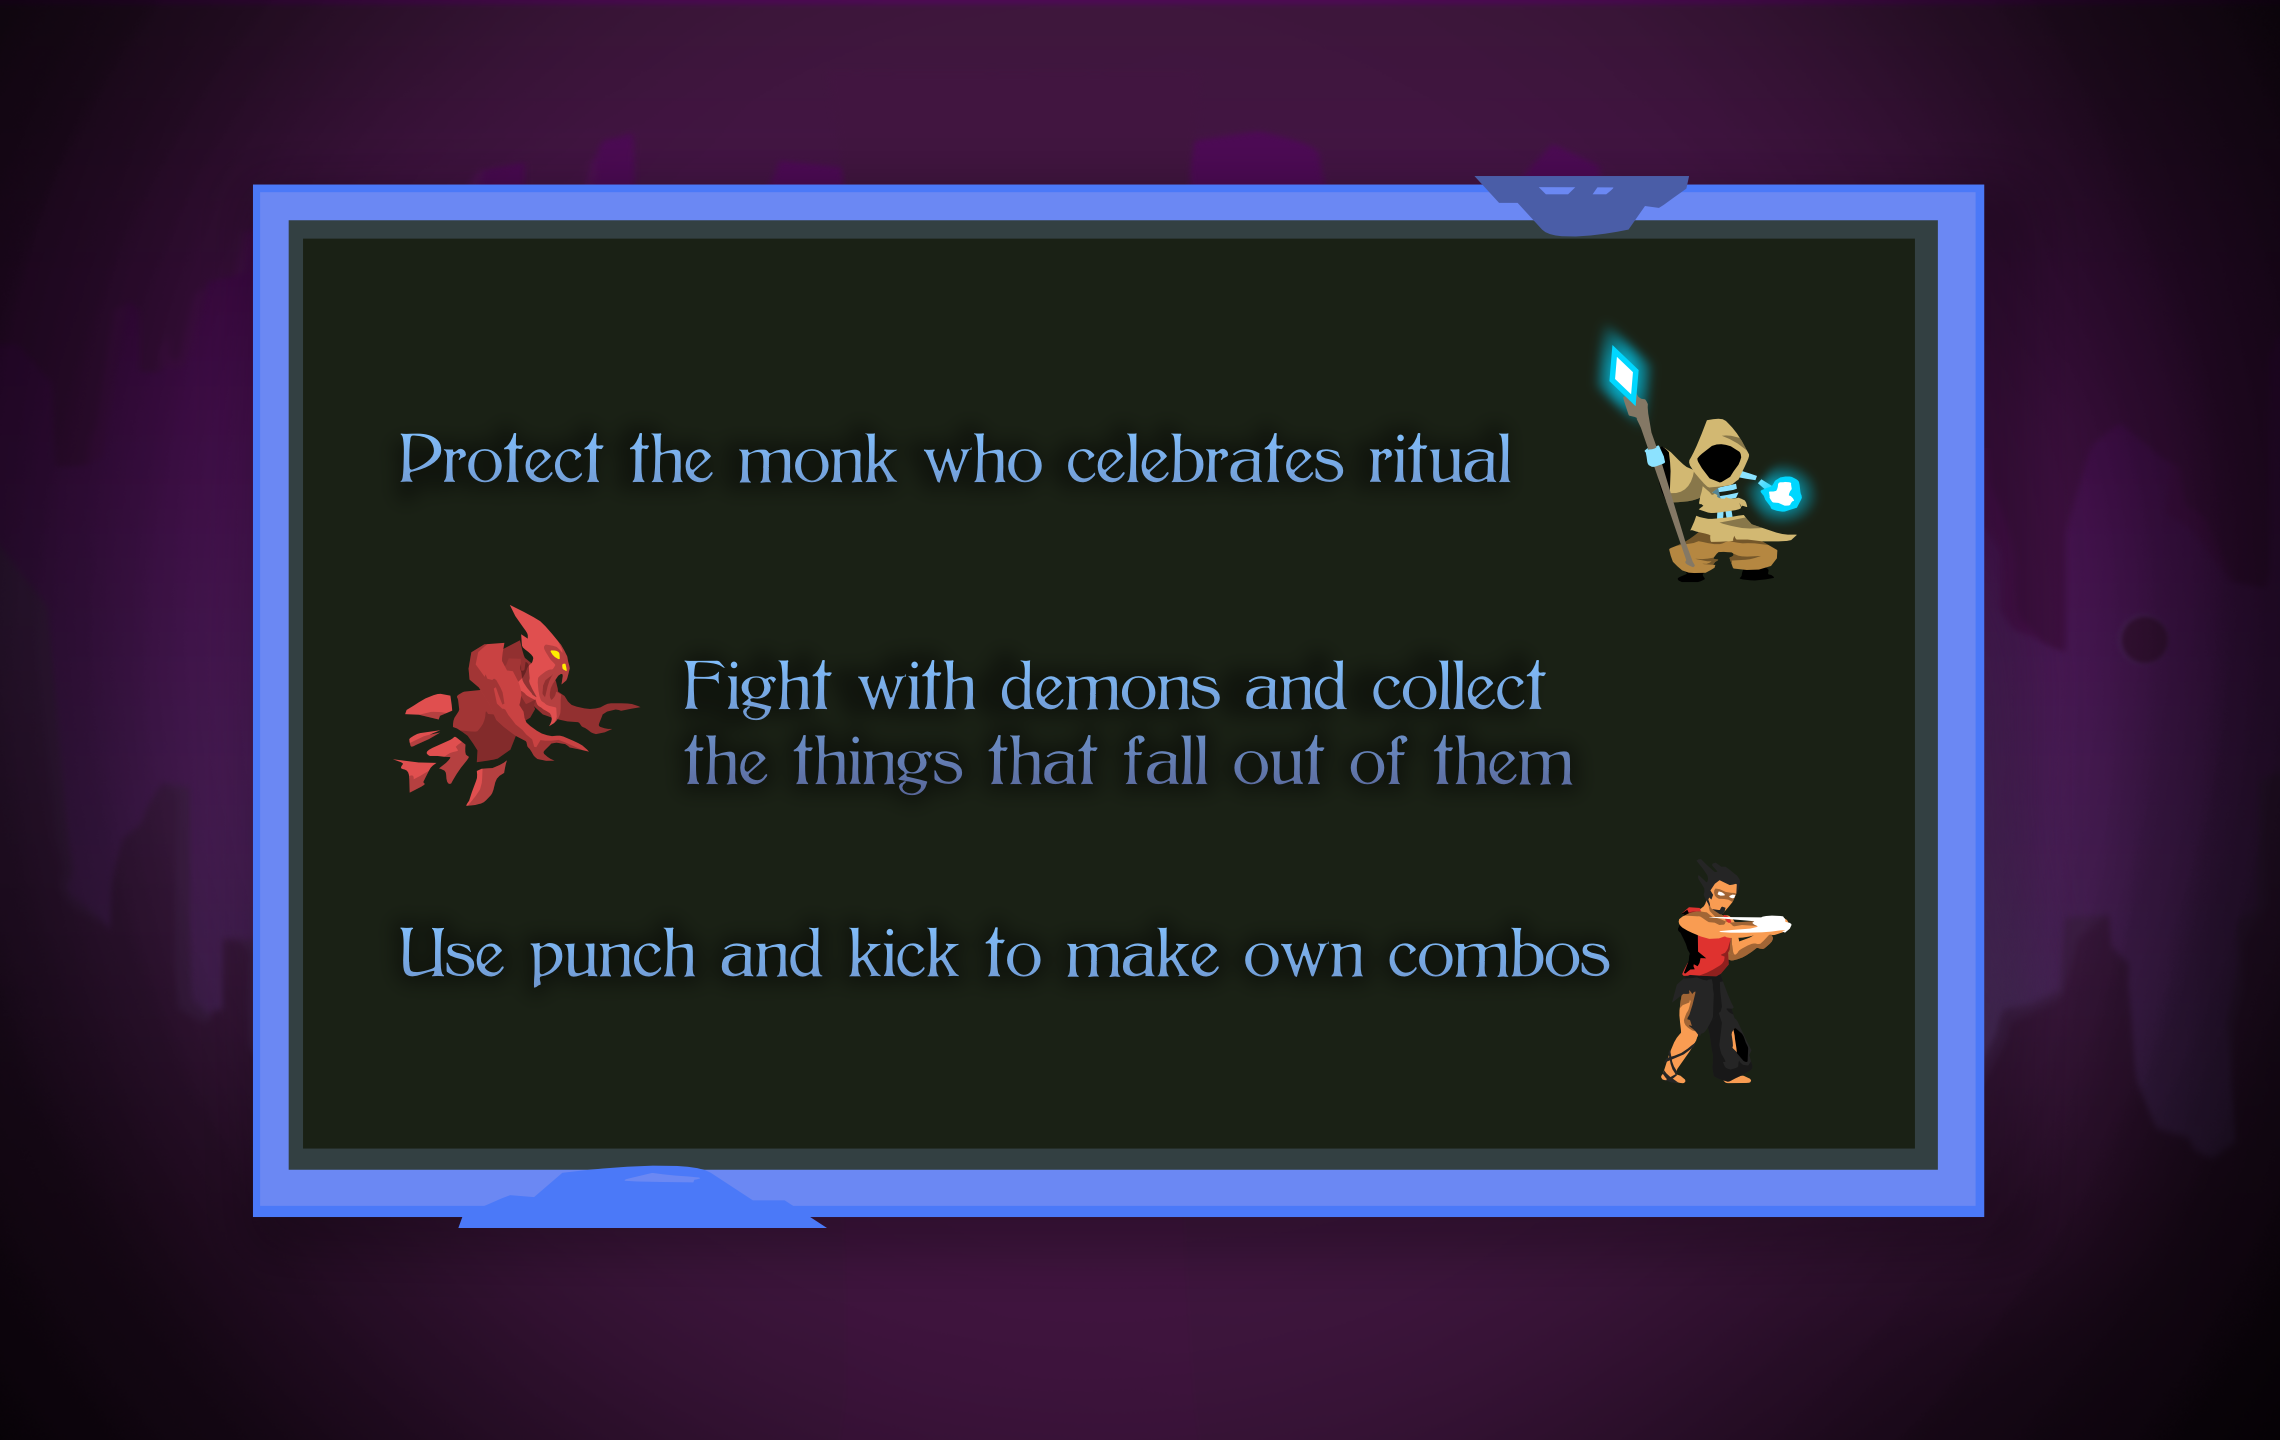 Protect the monk who celebrates ritual
Fight with demons and collect
the things that fall out of them
Use punch and kick to make own combos